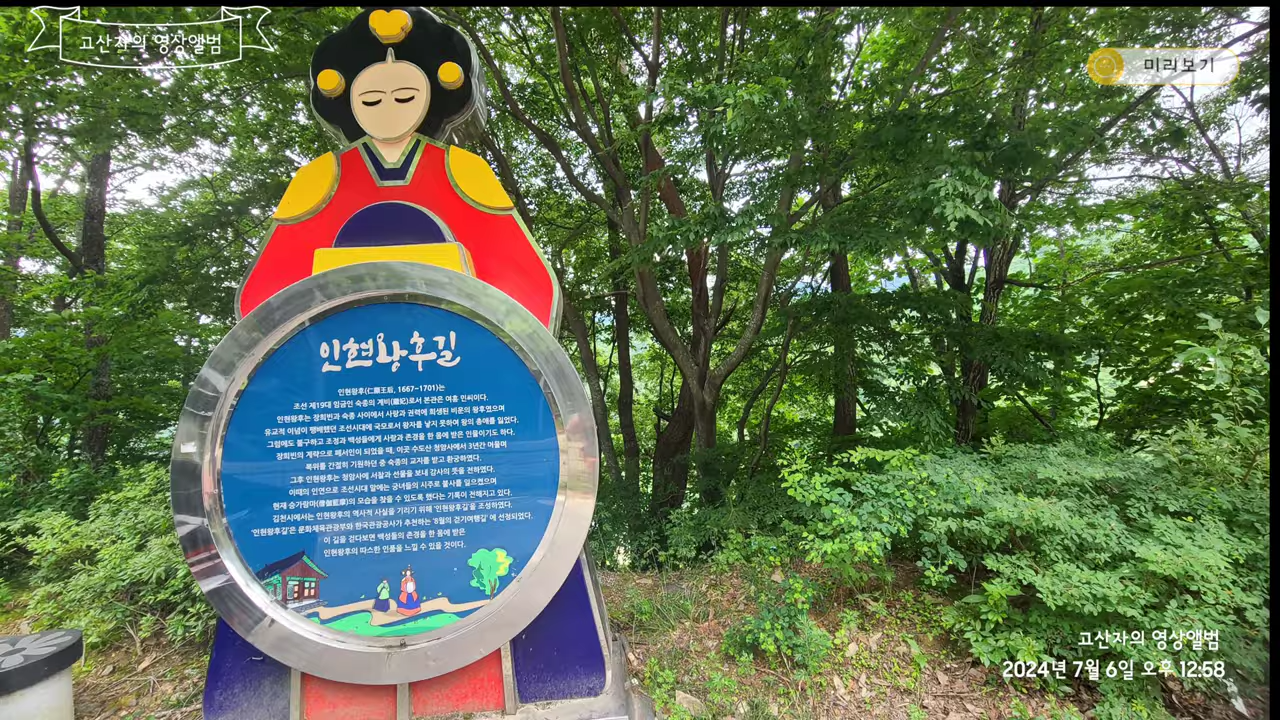 고산자의 영상앨범
미리보기
인현왕후길
인현왕후(仁顯王后, 1667~1701)는
조선 제19대 임금인 숙종의 계비(繼妃)로서 본관은 여흥 민씨이다.
인현왕후는 장희빈과 숙종 사이에서 사랑과 권력에 희생된 비운의 왕후였으며
유교적 이념이 팽배했던 조선시대에 국모로서 왕자를 낳지 못하여 왕의 총애를 잃었다.
그럼에도 불구하고 조정과 백성들에게 사랑과 존경을 한 몸에 받은 인물이기도 하다.
장희빈의 계략으로 폐서인이 되었을 때, 이곳 수도산 청암사에서 3년간 머물며
복위를 간절히 기원하던 중 숙종의 교지를 받고 환궁하였다.
그후 인현왕후는 청암사에 서찰과 선물을 보내 감사의 뜻을 전하였다.
이때의 인연으로 조선시대 말에는 궁녀들의 시주로 불사를 일으켰으며
현재 승가람마(僧伽藍摩)의 모습을 찾을 수 있도록 했다는 기록이 전해지고 있다.
김천시에서는 인현왕후의 역사적 사실을 기리기 위해 '인현왕후길'을 조성하였다.
'인현왕후길'은 문화체육관광부와 한국관광공사가 추천하는 '8월의 걷기여행길' 에 선정되었다.
이 길을 걷다보면 백성들의 존경을 한 몸에 받은
인현왕후의 따스한 인품을 느낄 수 있을 것이다.
고산자의 영상앨범
2024년 7월 6일 오후 12:58